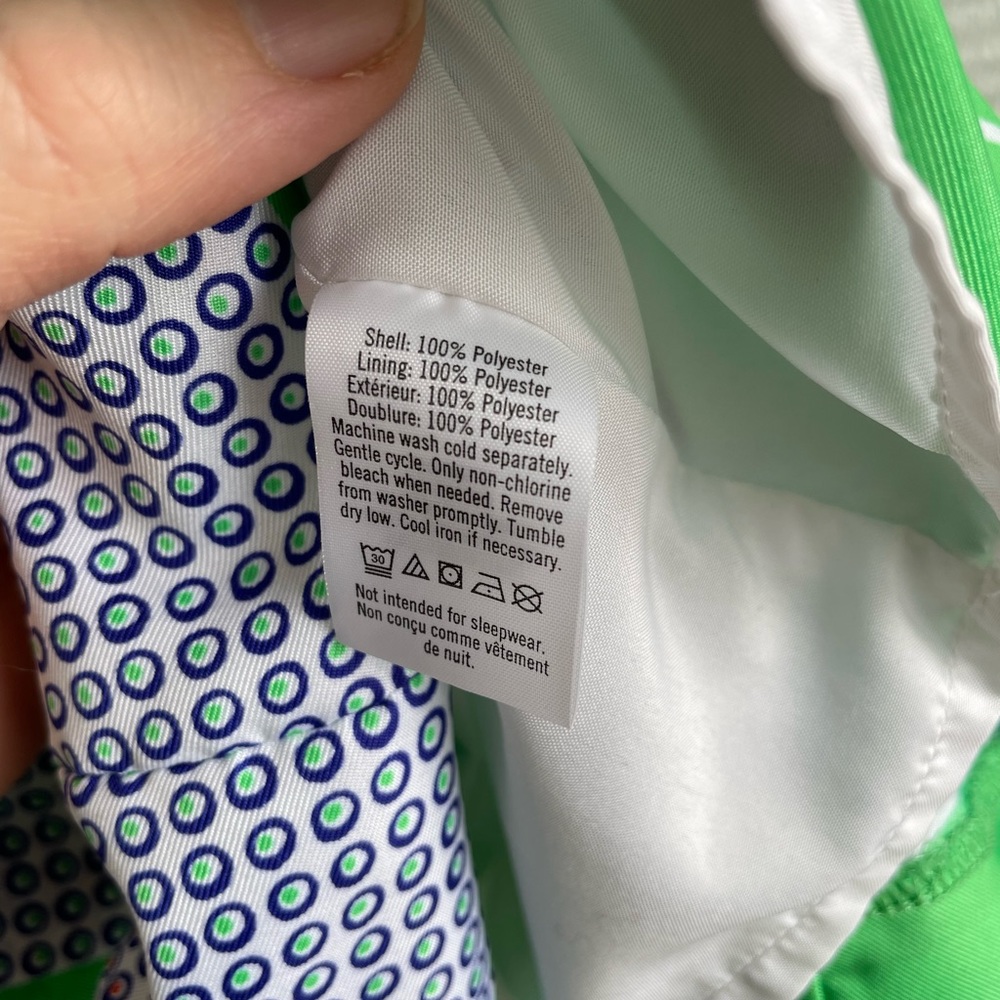 Shell: 100% Polyester
Lining: 100% Polyester
Extérieur: 100% Polyester
Doublure: 100% Polyester
Machine wash cold separately.
Gentle cycle. Only non-chlorine
bleach when needed. Remove
from washer promptly. Tumble
dry low. Cool iron if necessary.
30
Not intended for sleepwear.
Non conçu comme vêtement
de nuit.